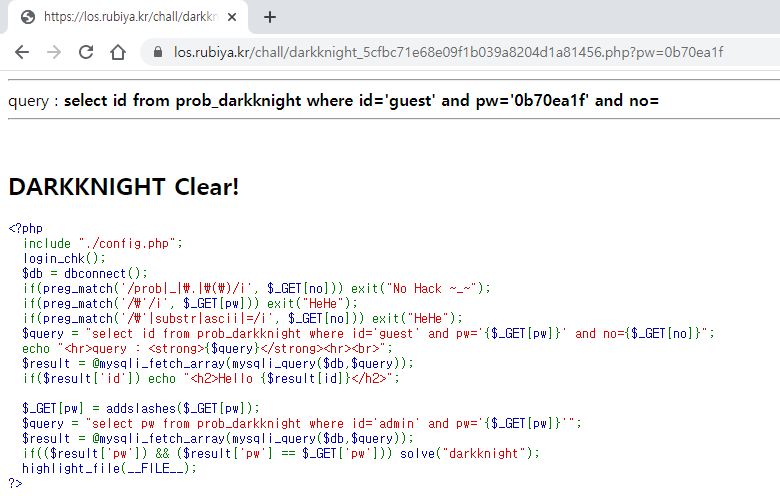 https://los.rubiya.kr/chall/darkkn
los.rubiya.kr/chall/darkknight_5cfbc71e68e09f1b039a8204d1a81456.php?pw=0b70ea1f
query : select id from prob_darkknight where id='guest' and pw='0b70ea1f' and no=
DARKKNIGHT Clear!
<?php
  include "./config.php";
  login_chk();
  $db = dbconnect();
  if(preg_match('/prob|_|₩.|₩(₩)/i', $_GET[no])) exit("No Hack ~_~");
  if(preg_match('/₩'/i', $_GET[pw])) exit("HeHe");
  if(preg_match('/₩'|substr|ascii|=/i', $_GET[no])) exit("HeHe");
  $query = "select id from prob_darkknight where id='guest' and pw='{$_GET[pw]}' and no={$_GET[no]}";
  echo "<hr>query : <strong>{$query}</strong><hr><br>";
  $result = @mysqli_fetch_array(mysqli_query($db,$query));
  if($result['id']) echo "<h2>Hello {$result[id]}</h2>";
  $_GET[pw] = addslashes($_GET[pw]);
  $query = "select pw from prob_darkknight where id='admin' and pw='{$_GET[pw]}'";
  $result = @mysqli_fetch_array(mysqli_query($db,$query));
  if(($result['pw']) && ($result['pw'] == $_GET['pw'])) solve("darkknight");
  highlight_file(__FILE__);
?>